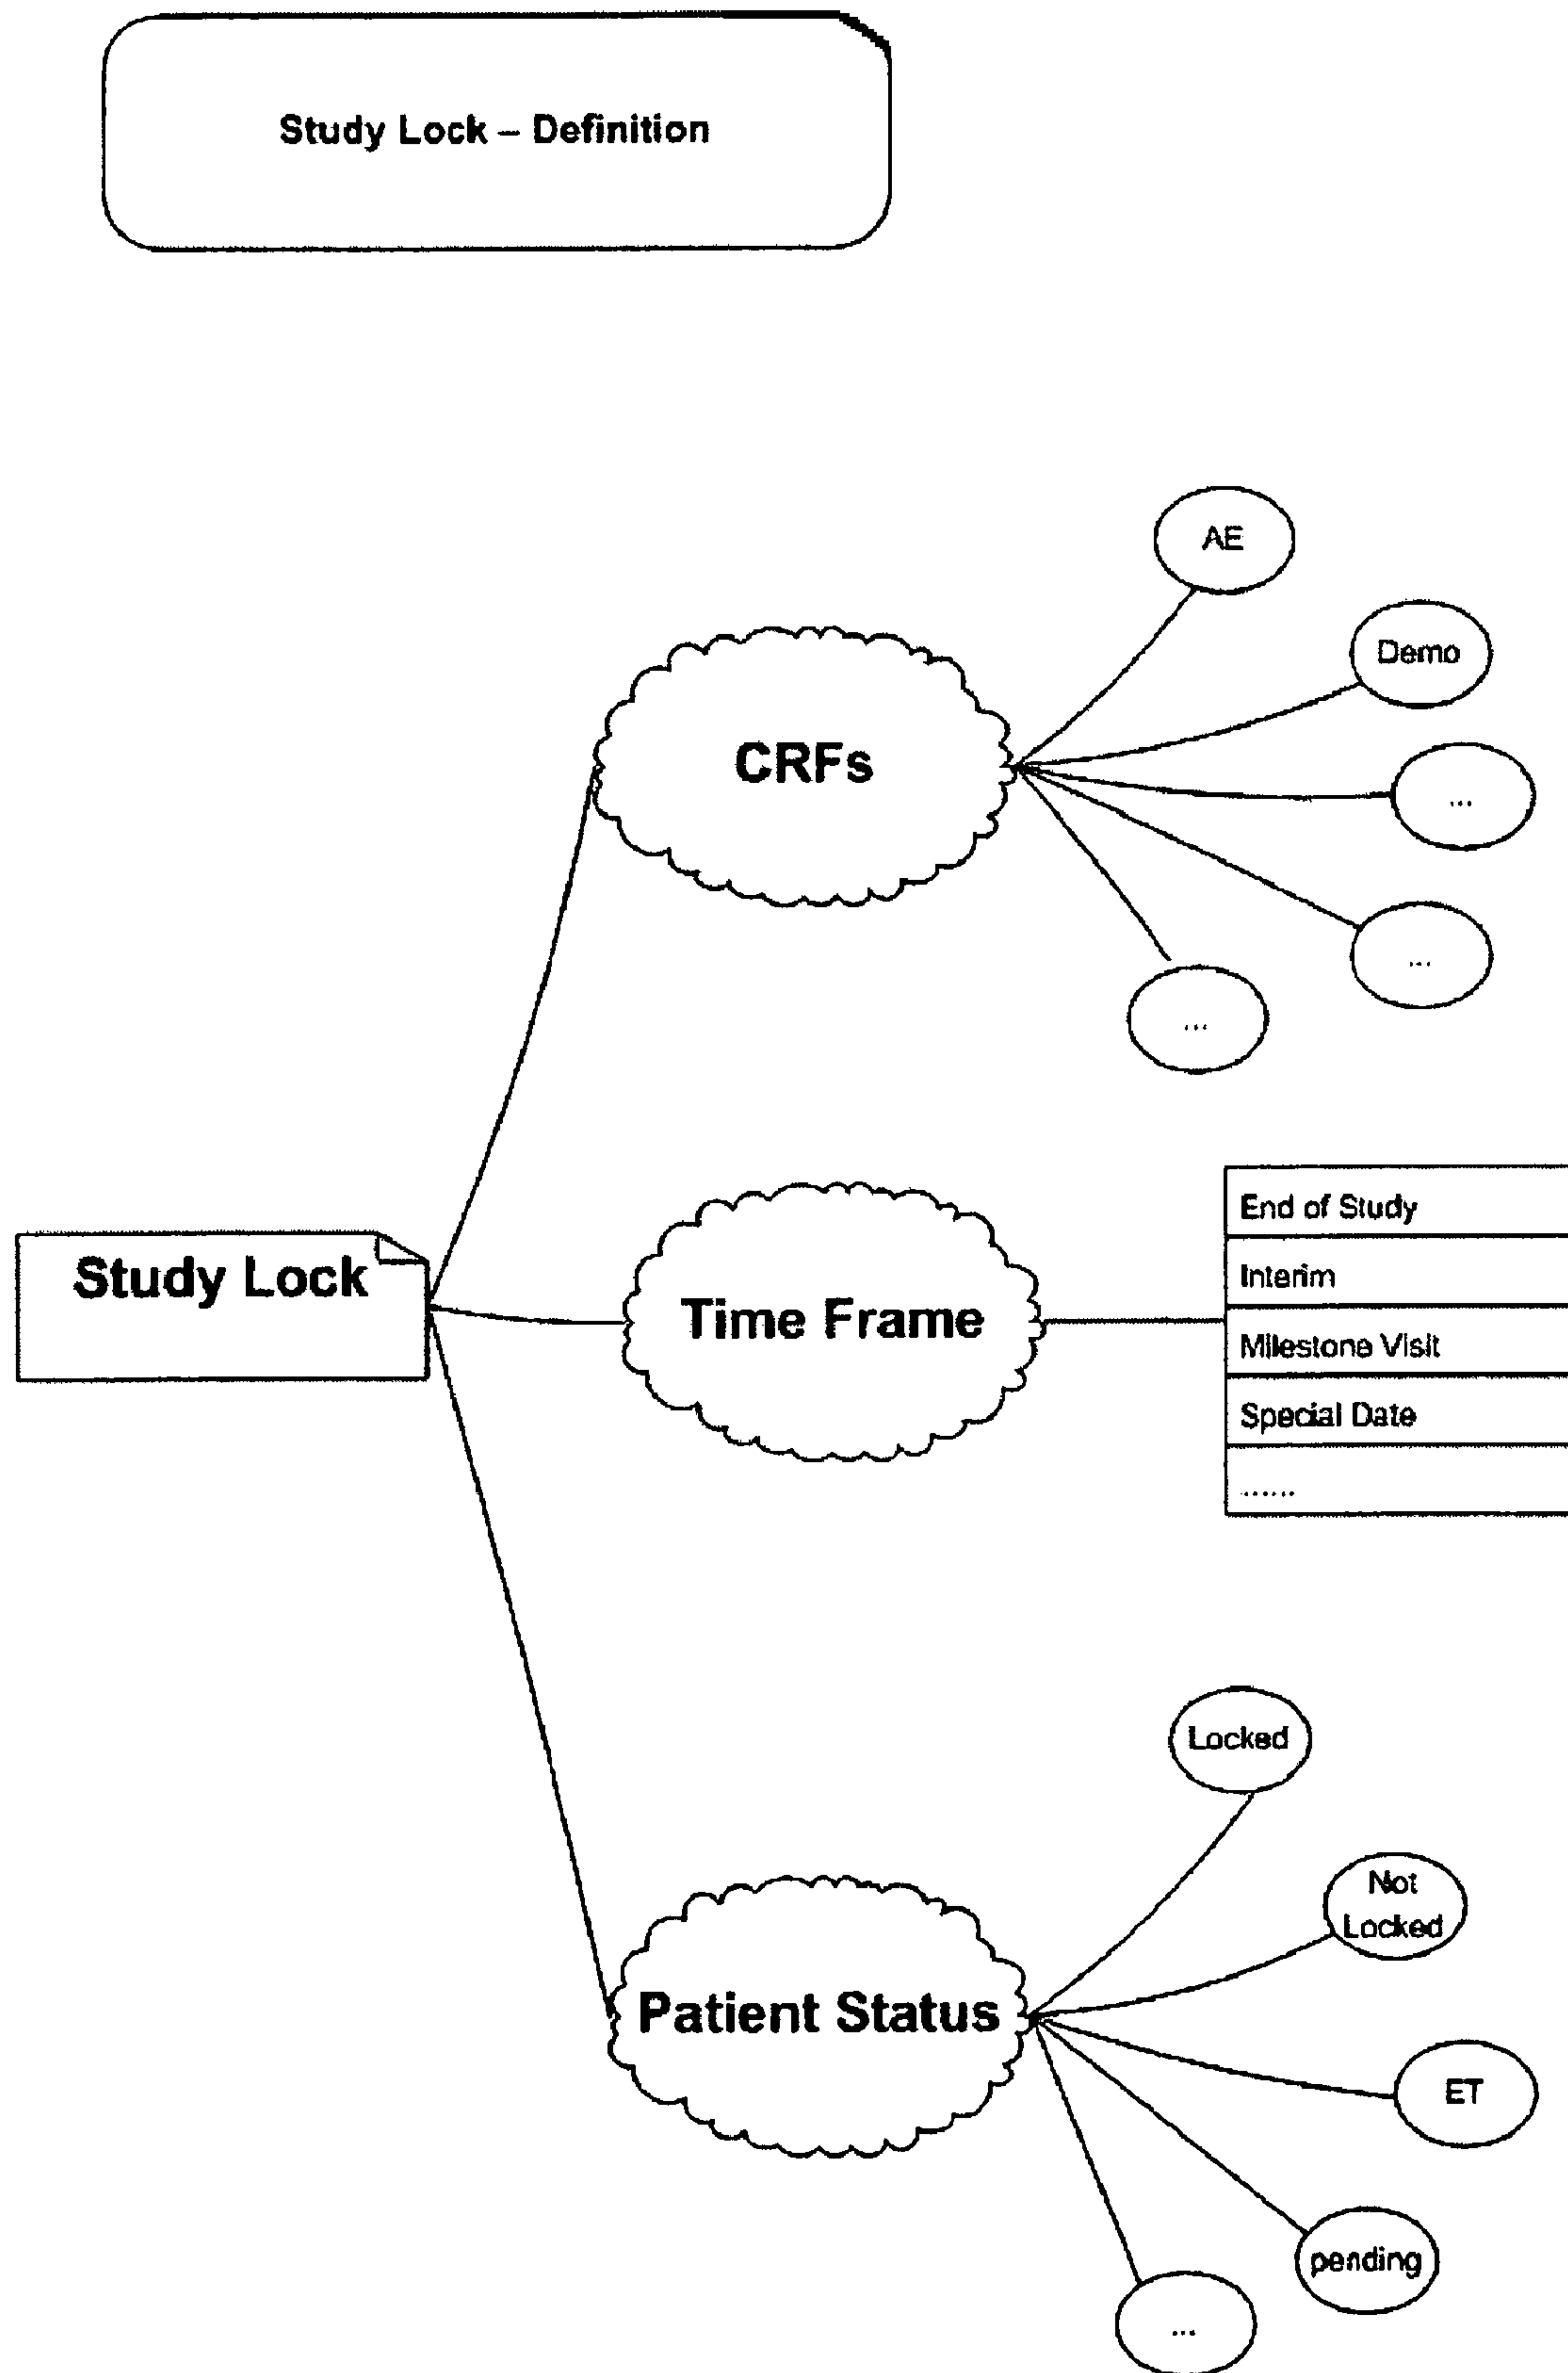 Study Lock – Definition
AE
Demo
CRFs
...
...
...
Study Lock
Time Frame
End of Study
Interim
Milestone Visit
Special Date
......
Locked
Not
Locked
Patient Status
ET
pending
...